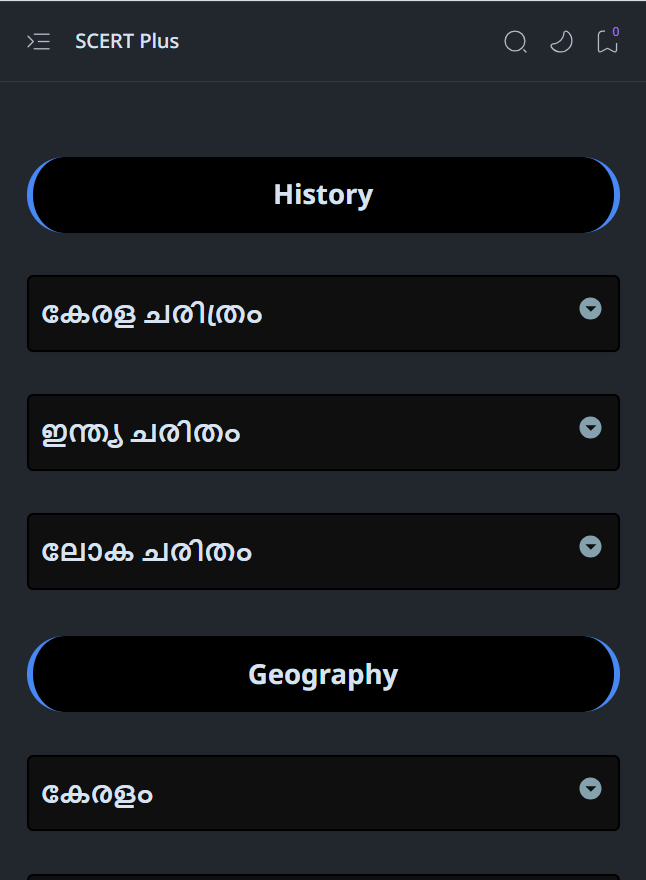 SCERT Plus
0
History
കേരള ചരിത്രം
ഇന്ത്യ ചരിതം
ലോക ചരിതം
Geography
കേരളം